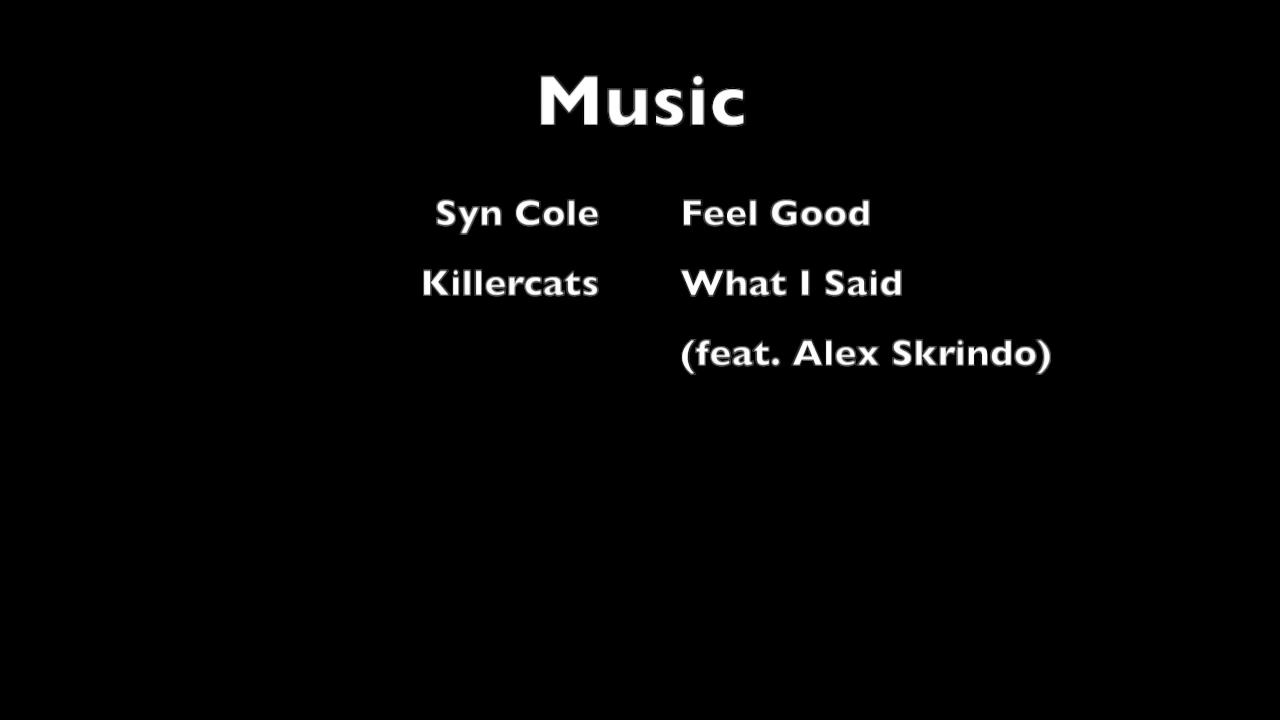 Music
Syn Cole Feel Good
Killercats What I Said
(feat. Alex Skrindo)